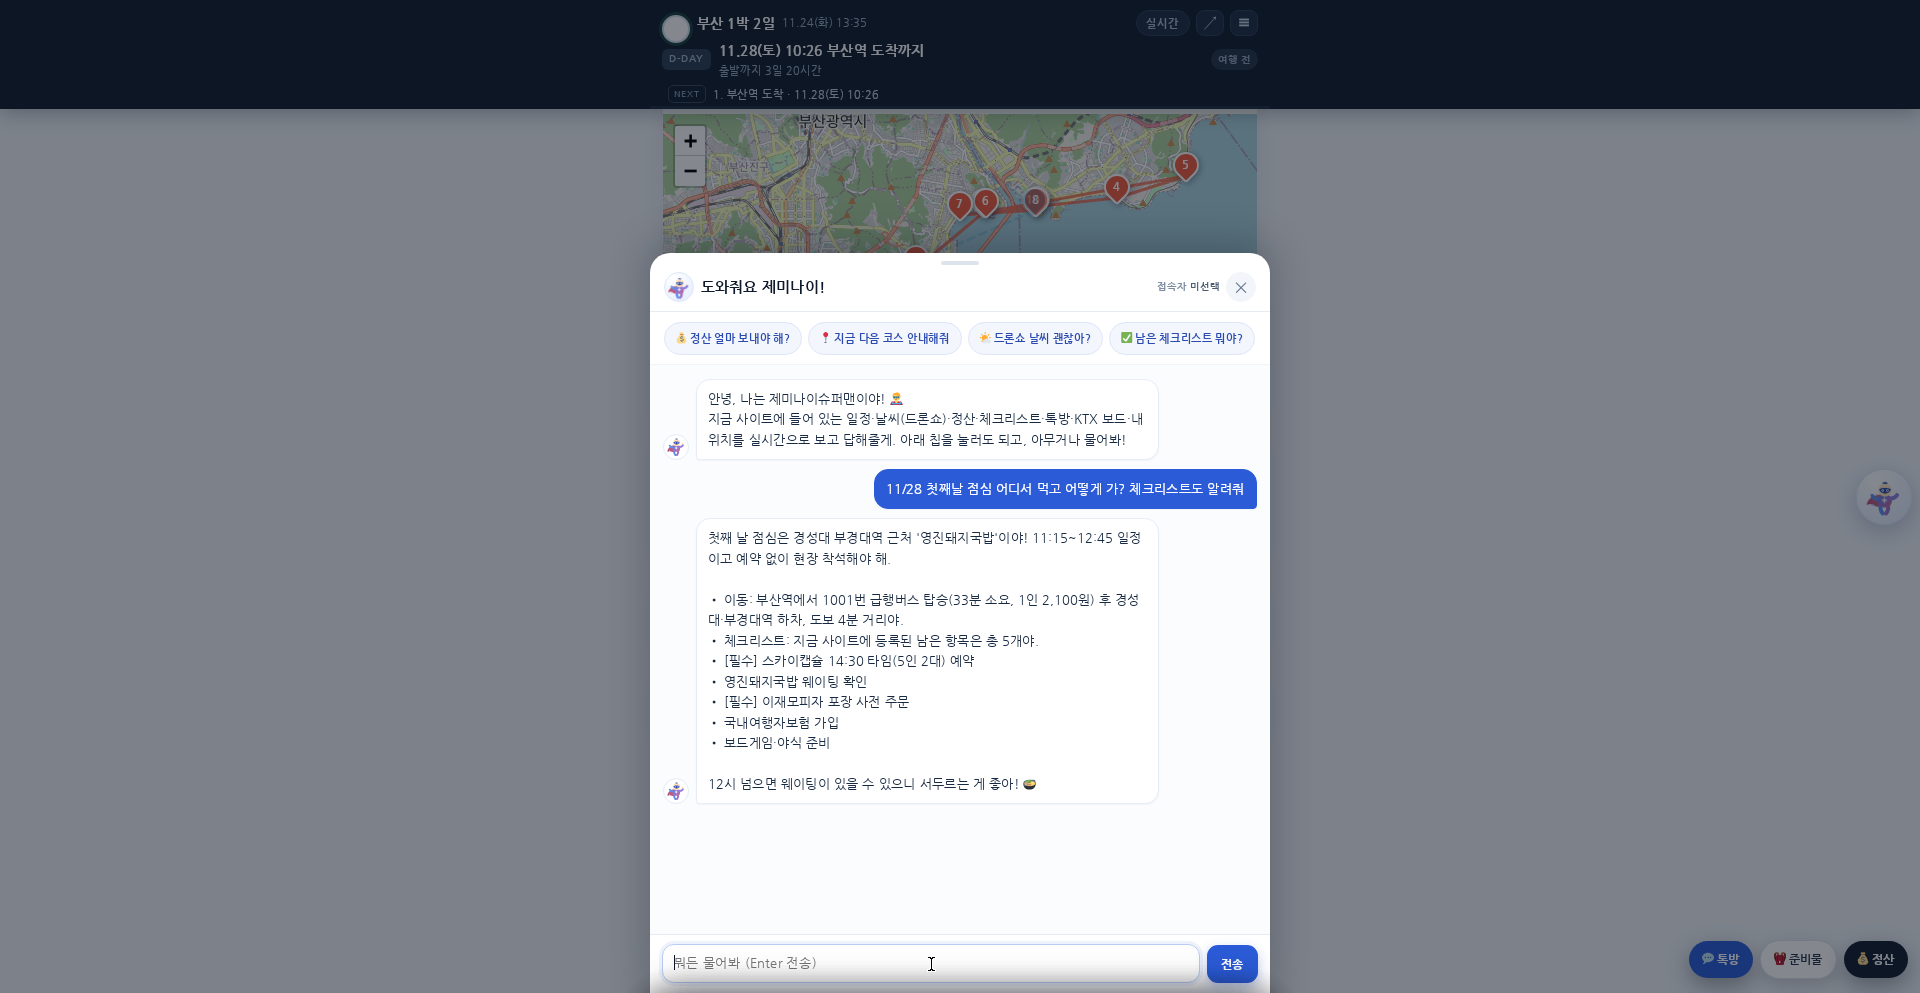 부산 1박 2일 11.24(화) 13:35
실시간
D-DAY
11.28(토) 10:26 부산역 도착까지
출발까지 3일 20시간
여행 전
NEXT 1. 부산역 도착 · 11.28(토) 10:26
부산광역시
+
부산진구
−
5
4
7
6
8
도와줘요 제미나이!
접속자 미선택
정산 얼마 보내야 해?
지금 다음 코스 안내해줘
드론쇼 날씨 괜찮아?
남은 체크리스트 뭐야?
안녕, 나는 제미나이슈퍼맨이야!
지금 사이트에 들어 있는 일정·날씨(드론쇼)·정산·체크리스트·톡방·KTX 보드·내
위치를 실시간으로 보고 답해줄게. 아래 칩을 눌러도 되고, 아무거나 물어봐!
11/28 첫째날 점심 어디서 먹고 어떻게 가? 체크리스트도 알려줘
첫째 날 점심은 경성대 부경대역 근처 '영진돼지국밥'이야! 11:15~12:45 일정
이고 예약 없이 현장 착석해야 해.
• 이동: 부산역에서 1001번 급행버스 탑승(33분 소요, 1인 2,100원) 후 경성
대·부경대역 하차, 도보 4분 거리야.
• 체크리스트: 지금 사이트에 등록된 남은 항목은 총 5개야.
• [필수] 스카이캡슐 14:30 타임(5인 2대) 예약
• 영진돼지국밥 웨이팅 확인
• [필수] 이재모피자 포장 사전 주문
• 국내여행자보험 가입
• 보드게임·야식 준비
12시 넘으면 웨이팅이 있을 수 있으니 서두르는 게 좋아!
뭐든 물어봐 (Enter 전송)
전송
톡방
준비물
정산